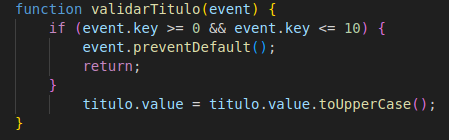 function validarTitulo(event) {
if (event.key >= 0 && event.key <= 10) {
event.preventDefault();
return;
}
titulo.value = titulo.value.toUpperCase();
}